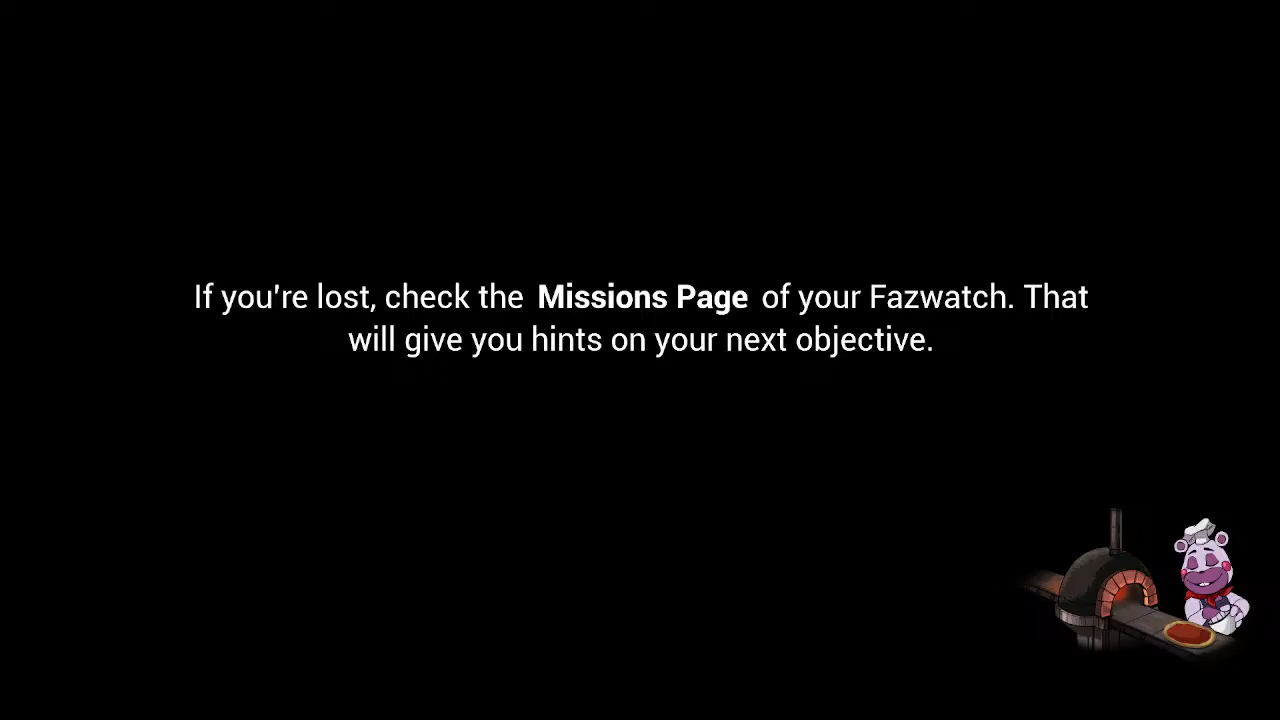 If you're lost, check the Missions Page of your Fazwatch. That
will give you hints on your next objective.